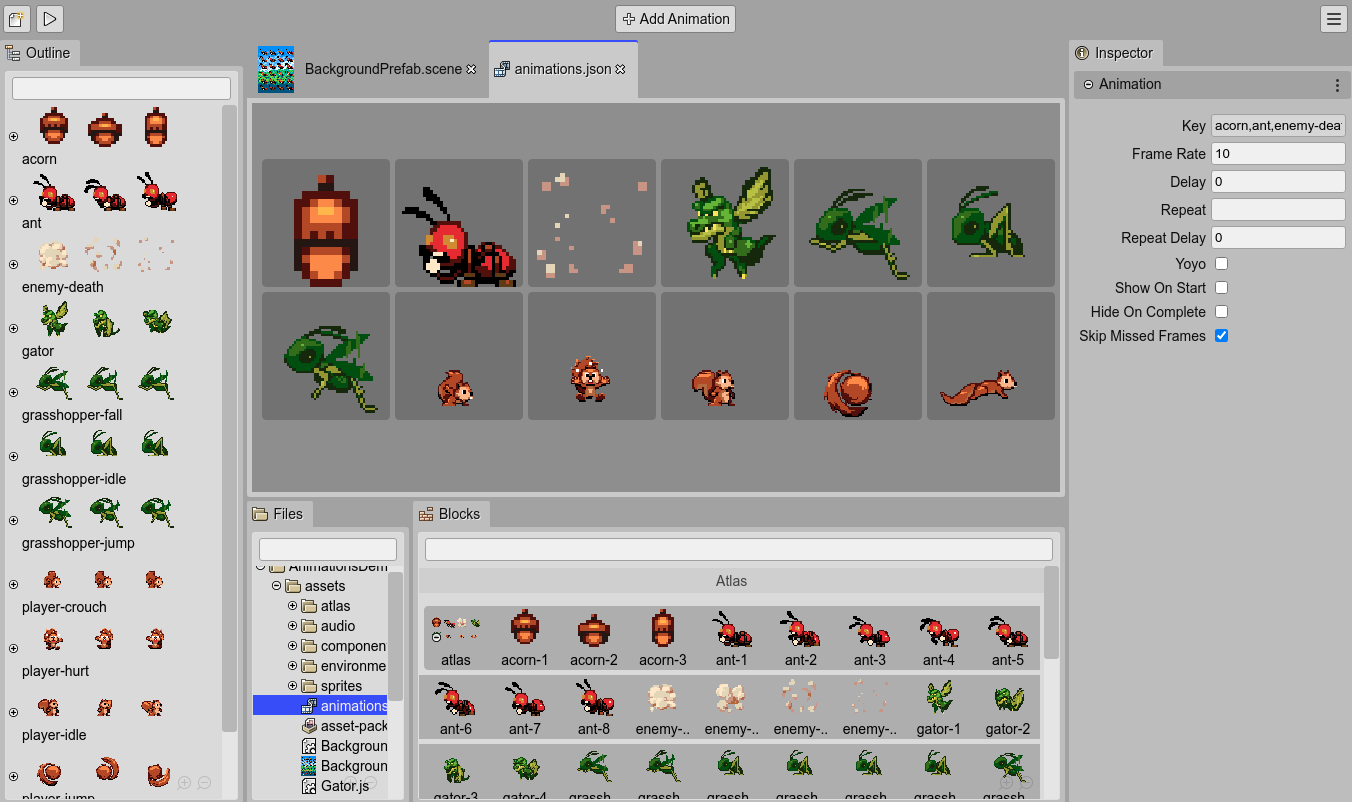 Add Animation
Outline
acorn
ant
enemy-death
gator
grasshopper-fall
grasshopper-idle
grasshopper-jump
player-crouch
player-hurt
player-idle
player-jump
BackgroundPrefab.scene
animations.json
Files
AnimationsDem
assets
atlas
audio
componen
environme
sprites
animations
asset-pack
Backgroun
Backgroun
Gator.js
Blocks
Atlas
atlas acorn-1 acorn-2 acorn-3 ant-1 ant-2 ant-3 ant-4 ant-5
ant-6 ant-7 ant-8 enemy-.. enemy-.. enemy-.. enemy-.. gator-1 gator-2
gator-3 gator-4 grassh grassh grassh grassh grassh grassh grassh
Inspector
Animation
Key acorn,ant,enemy-dea
Frame Rate 10
Delay 0
Repeat
Repeat Delay 0
Yoyo
Show On Start
Hide On Complete
Skip Missed Frames